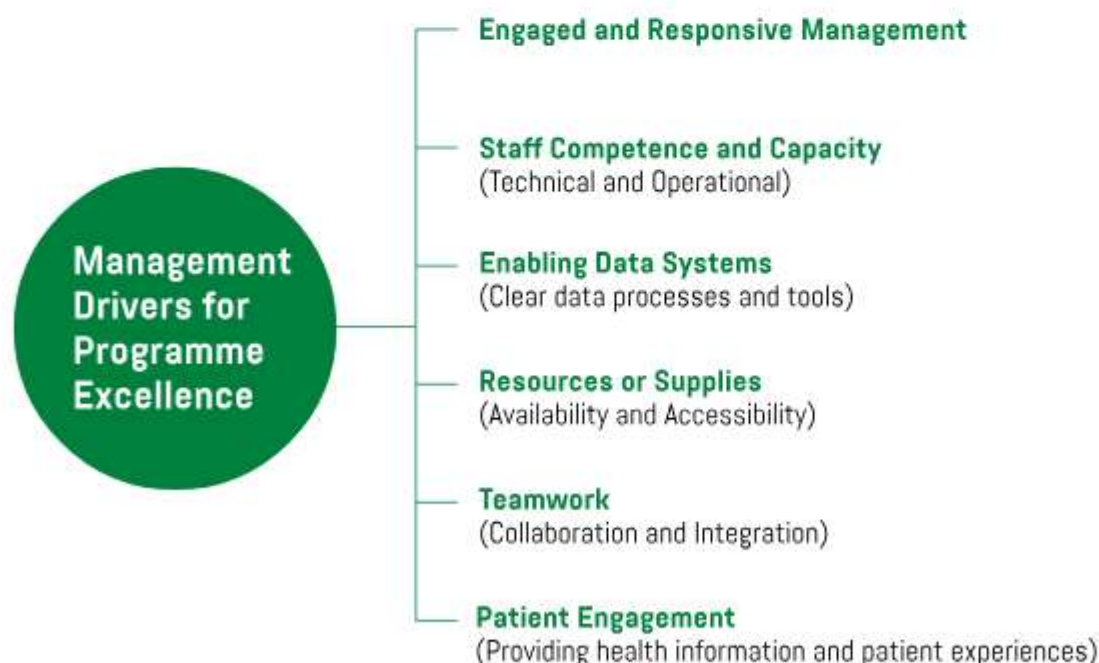 Engaged and Responsive Management
Staff Competence and Capacity
(Technical and Operational)
Management
Drivers for
Programme
Excellence
Enabling Data Systems
(Clear data processes and tools)
Resources or Supplies
(Availability and Accessibility)
Teamwork
(Collaboration and Integration)
Patient Engagement
(Providing health information and patient experiences)